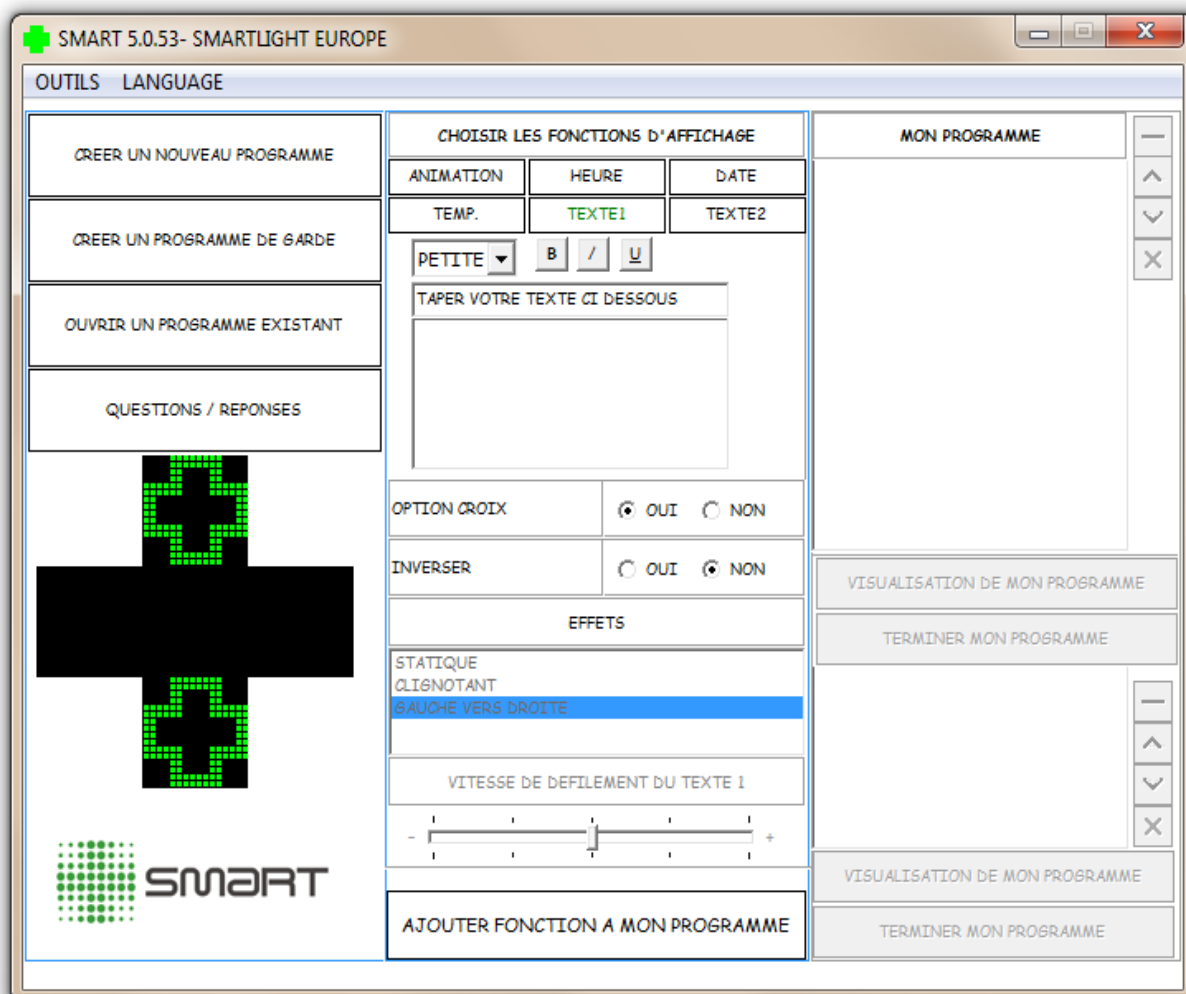 SMART 5.0.53- SMARTLIGHT EUROPE
OUTILS LANGUAGE
CREER UN NOUVEAU PROGRAMME
CREER UN PROGRAMME DE GARDE
OUVRIR UN PROGRAMME EXISTANT
QUESTIONS / REPONSES
SMART
CHOISIR LES FONCTIONS D'AFFICHAGE
ANIMATION HEURE DATE
TEMP. TEXTE1 TEXTE2
PETITE B / U
TAPER VOTRE TEXTE CI DESSOUS
OPTION CROIX OUI NON
INVERSER OUI NON
EFFETS
STATIQUE
CLIGNOTANT
GAUCHE VERS DROITE
VITESSE DE DEFILEMENT DU TEXTE 1
- +
AJOUTER FONCTION A MON PROGRAMME
MON PROGRAMME
VISUALISATION DE MON PROGRAMME
TERMINER MON PROGRAMME
VISUALISATION DE MON PROGRAMME
TERMINER MON PROGRAMME